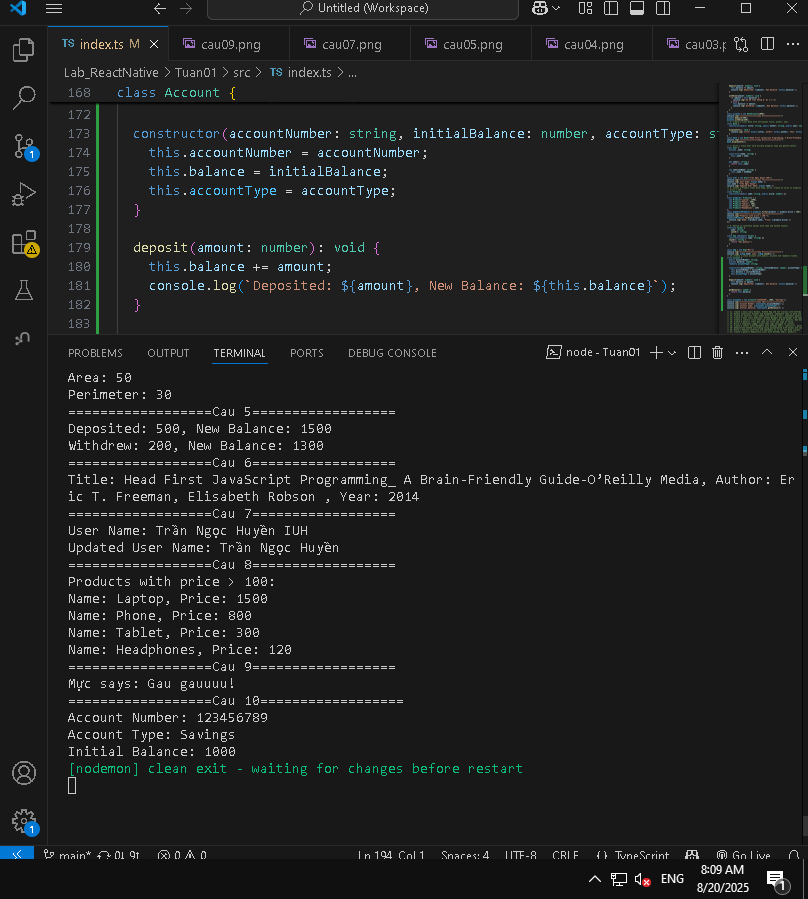 Untitled (Workspace)
TS index.ts M
cau09.png
cau07.png
cau05.png
cau04.png
cau03.p
Lab_ReactNative > Tuan01 > src > TS index.ts > ...
168 class Account {
172
173 constructor(accountNumber: string, initialBalance: number, accountType: st
174 this.accountNumber = accountNumber;
175 this.balance = initialBalance;
176 this.accountType = accountType;
177 }
178
179 deposit(amount: number): void {
180 this.balance += amount;
181 console.log(`Deposited: ${amount}, New Balance: ${this.balance}`);
182 }
183
PROBLEMS OUTPUT TERMINAL PORTS DEBUG CONSOLE
node - Tuan01
Area: 50
Perimeter: 30
==================Cau 5==================
Deposited: 500, New Balance: 1500
Withdrew: 200, New Balance: 1300
==================Cau 6==================
Title: Head First JavaScript Programming_ A Brain-Friendly Guide-O’Reilly Media, Author: Er
ic T. Freeman, Elisabeth Robson , Year: 2014
==================Cau 7==================
User Name: Trần Ngọc Huyền IUH
Updated User Name: Trần Ngọc Huyền
==================Cau 8==================
Products with price > 100:
Name: Laptop, Price: 1500
Name: Phone, Price: 800
Name: Tablet, Price: 300
Name: Headphones, Price: 120
==================Cau 9==================
Mực says: Gau gauuuu!
==================Cau 10==================
Account Number: 123456789
Account Type: Savings
Initial Balance: 1000
[nodemon] clean exit - waiting for changes before restart
1
1
main* 0↓ 9↑ 0 0 Ln 194, Col 1 Spaces: 4 UTF-8 CRLF {} TypeScript Go Live
ENG
8:09 AM
8/20/2025
1